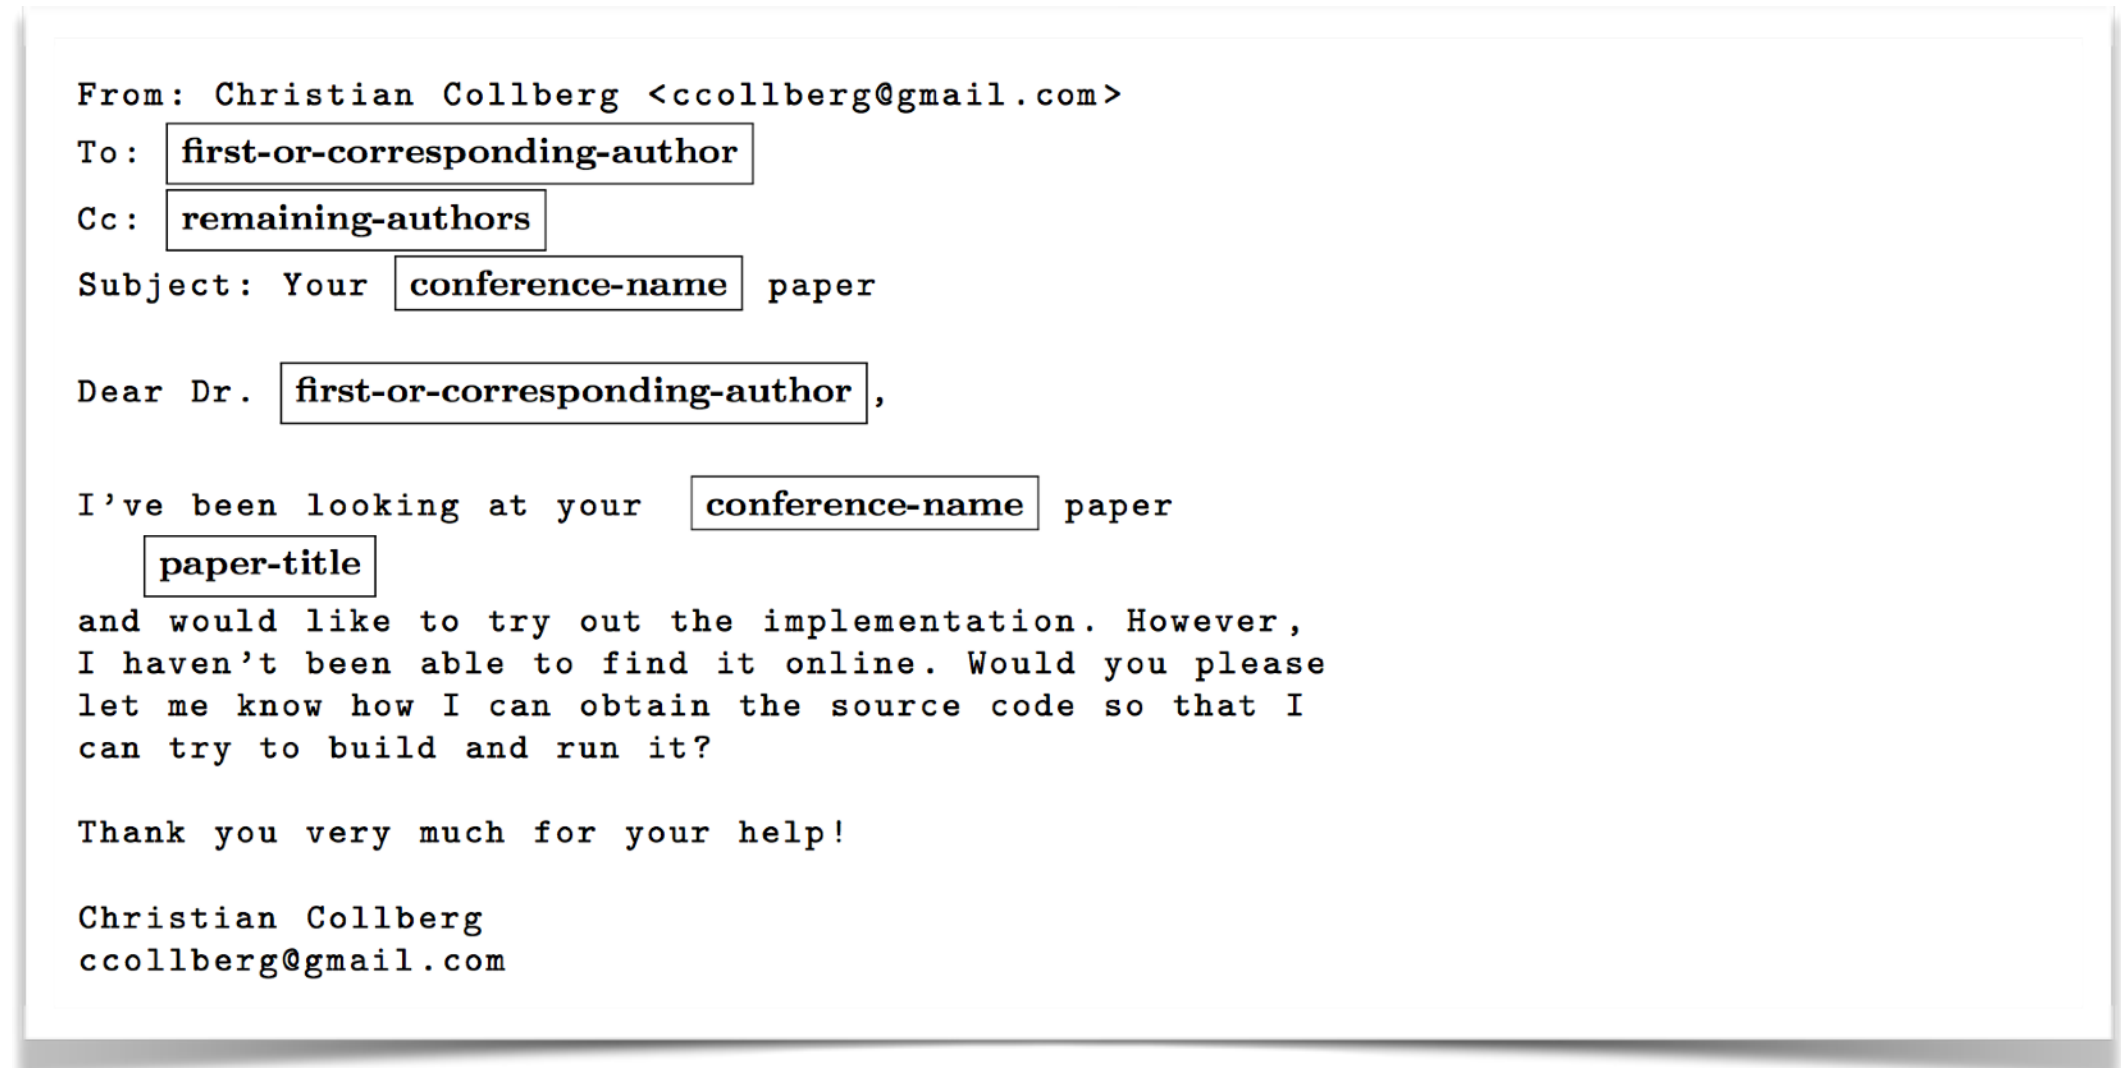 From: Christian Collberg <ccollberg@gmail.com>
To: first-or-corresponding-author
Cc: remaining-authors
Subject: Your conference-name paper
Dear Dr. first-or-corresponding-author,
I've been looking at your conference-name paper
paper-title
and would like to try out the implementation. However,
I haven't been able to find it online. Would you please
let me know how I can obtain the source code so that I
can try to build and run it?
Thank you very much for your help!
Christian Collberg
ccollberg@gmail.com